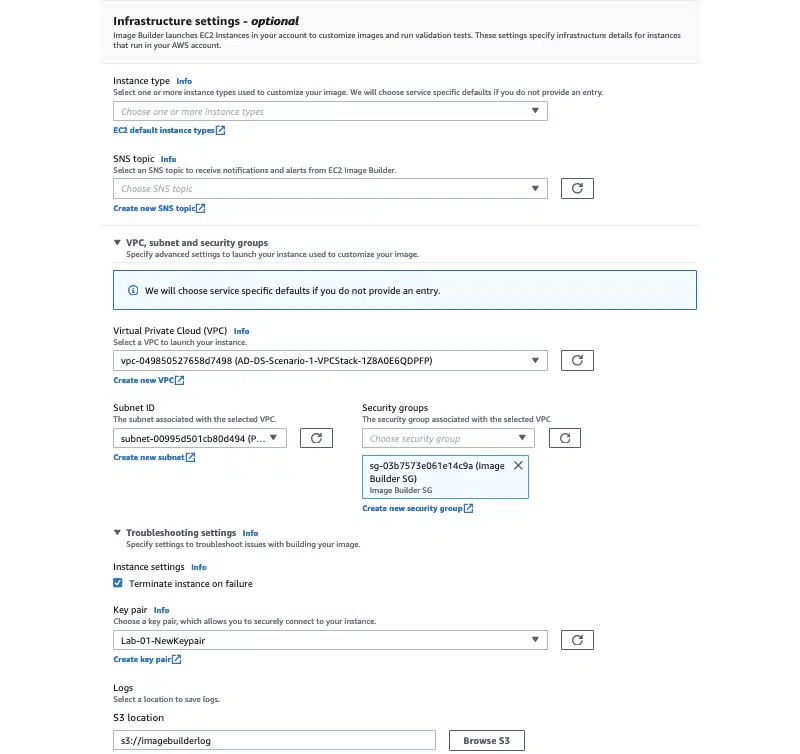 Infrastructure settings - optional
Image Builder launches EC2 Instances in your account to customize images and run validation tests. These settings specify infrastructure details for instances
that run in your AWS account.
Instance type Info
Select one or more instance types used to customize your image. We will choose service specific defaults if you do not provide an entry.
Choose one or more instance types
EC2 default instance types
SNS topic Info
Select an SNS topic to receive notifications and alerts from EC2 Image Builder.
Choose SNS topic
Create new SNS topic
VPC, subnet and security groups
Specify advanced settings to launch your instance used to customize your image.
We will choose service specific defaults if you do not provide an entry.
Virtual Private Cloud (VPC) Info
Select a VPC to launch your instance.
vpc-049850527658d7498 (AD-DS-Scenario-1-VPCStack-1Z8A0E6QDPFP)
Create new VPC
Subnet ID
The subnet associated with the selected VPC.
subnet-00995d501cb80d494 (P...
Create new subnet
Security groups
The security group associated with the selected VPC
Choose security group
sg-03b7573e061e14c9a (Image
Builder SG)
Image Builder SG
Create new security group
Troubleshooting settings Info
Specify settings to troubleshoot issues with building your image.
Instance settings Info
Terminate instance on failure
Key pair Info
Choose a key pair, which allows you to securely connect to your instance.
Lab-01-NewKeypair
Create key pair
Logs
Select a location to save logs.
S3 location
s3://imagebuilderlog
Browse S3